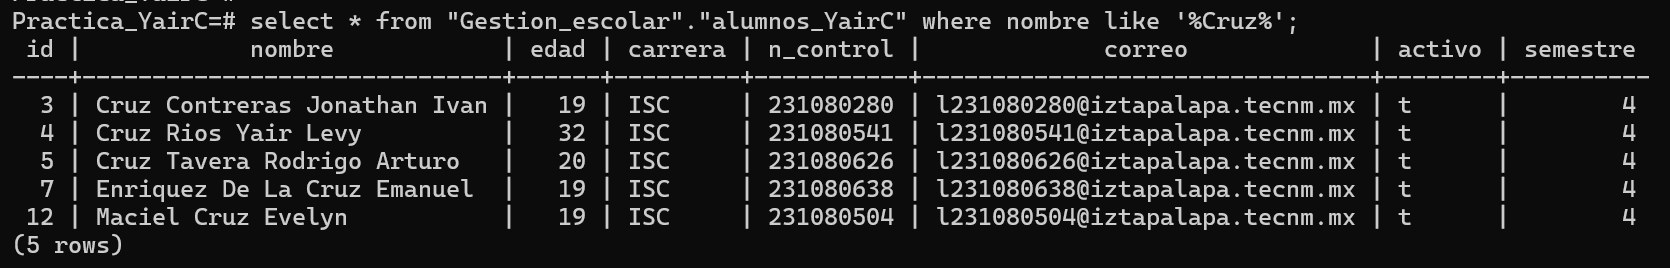 Practica_YairC=# select * from "Gestion_escolar"."alumnos_YairC" where nombre like '%Cruz%';
 id |            nombre            | edad | carrera | n_control |             correo             | activo | semestre
----+------------------------------+------+---------+-----------+--------------------------------+--------+----------
  3 | Cruz Contreras Jonathan Ivan |   19 | ISC     | 231080280 | l231080280@iztapalapa.tecnm.mx | t      |        4
  4 | Cruz Rios Yair Levy          |   32 | ISC     | 231080541 | l231080541@iztapalapa.tecnm.mx | t      |        4
  5 | Cruz Tavera Rodrigo Arturo   |   20 | ISC     | 231080626 | l231080626@iztapalapa.tecnm.mx | t      |        4
  7 | Enriquez De La Cruz Emanuel  |   19 | ISC     | 231080638 | l231080638@iztapalapa.tecnm.mx | t      |        4
 12 | Maciel Cruz Evelyn           |   19 | ISC     | 231080504 | l231080504@iztapalapa.tecnm.mx | t      |        4
(5 rows)